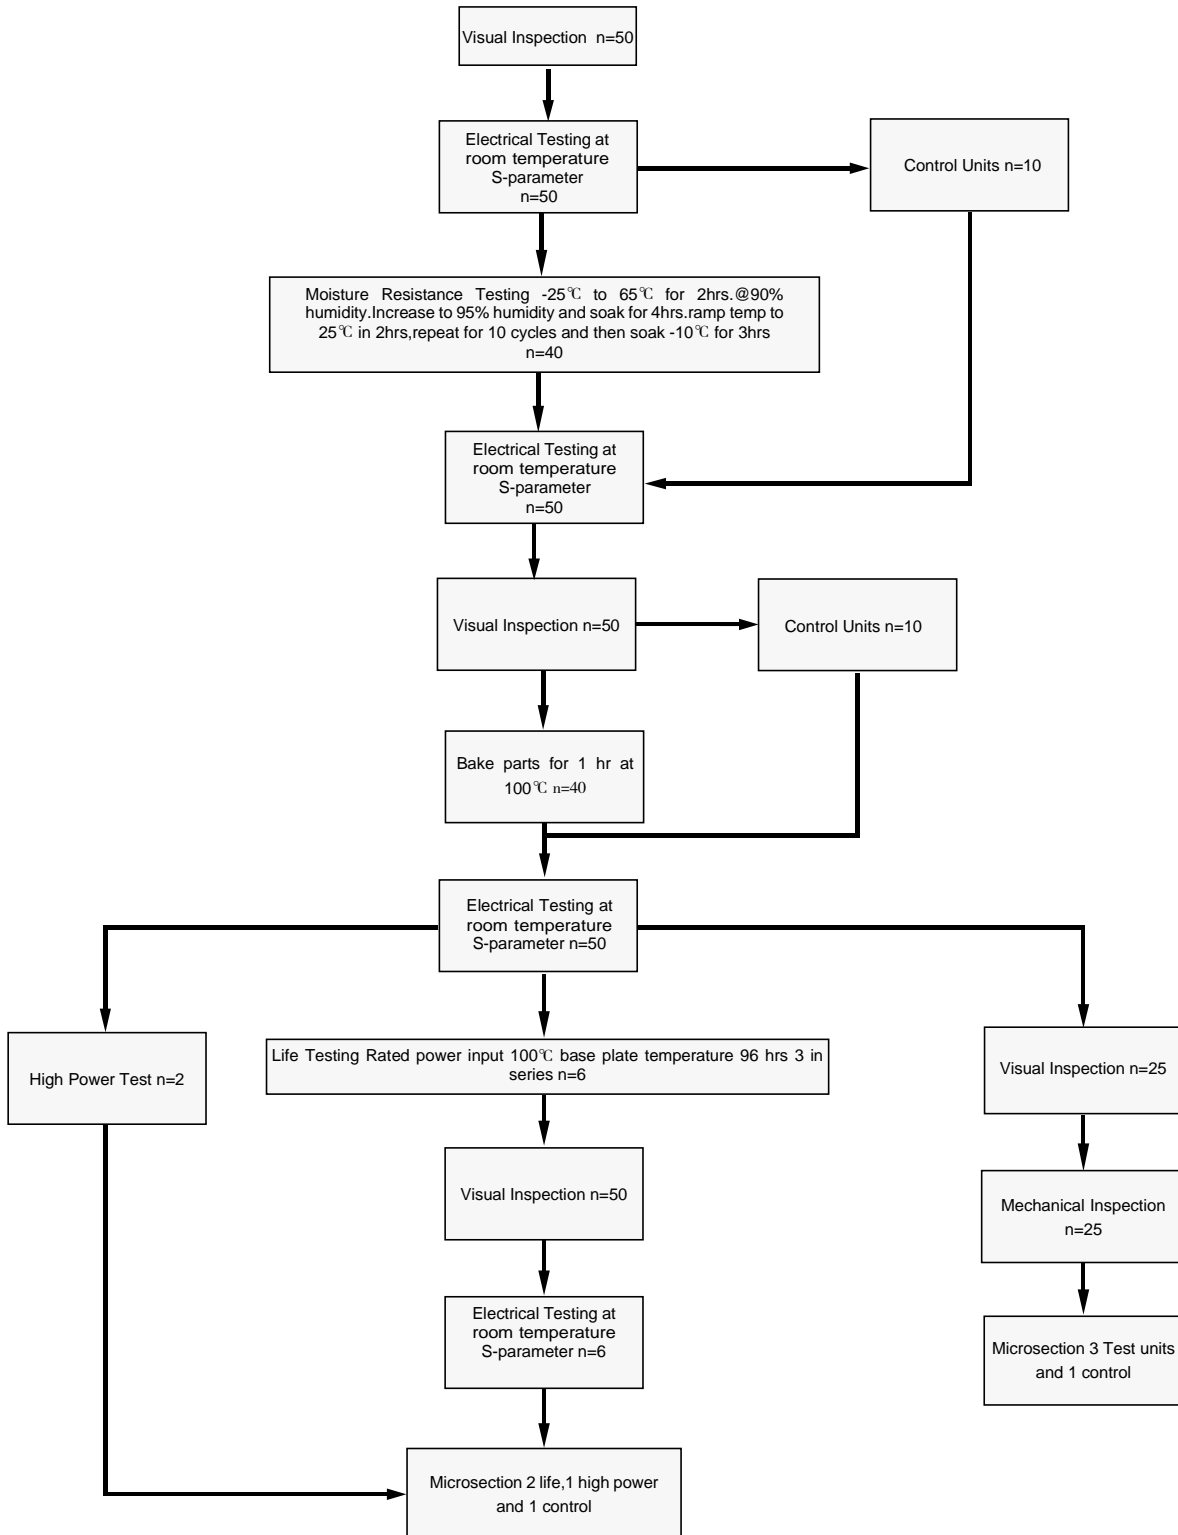 Visual Inspection n=50
Electrical Testing at
room temperature
S-parameter
n=50
Control Units n=10
Moisture Resistance Testing -25℃ to 65℃ for 2hrs.@90%
humidity.Increase to 95% humidity and soak for 4hrs.ramp temp to
25℃ in 2hrs,repeat for 10 cycles and then soak -10℃ for 3hrs
n=40
Electrical Testing at
room temperature
S-parameter
n=50
Visual Inspection n=50
Control Units n=10
Bake parts for 1 hr at
100℃ n=40
Electrical Testing at
room temperature
S-parameter n=50
High Power Test n=2
Life Testing Rated power input 100℃ base plate temperature 96 hrs 3 in
series n=6
Visual Inspection n=25
Visual Inspection n=50
Mechanical Inspection
n=25
Electrical Testing at
room temperature
S-parameter n=6
Microsection 3 Test units
and 1 control
Microsection 2 life,1 high power
and 1 control